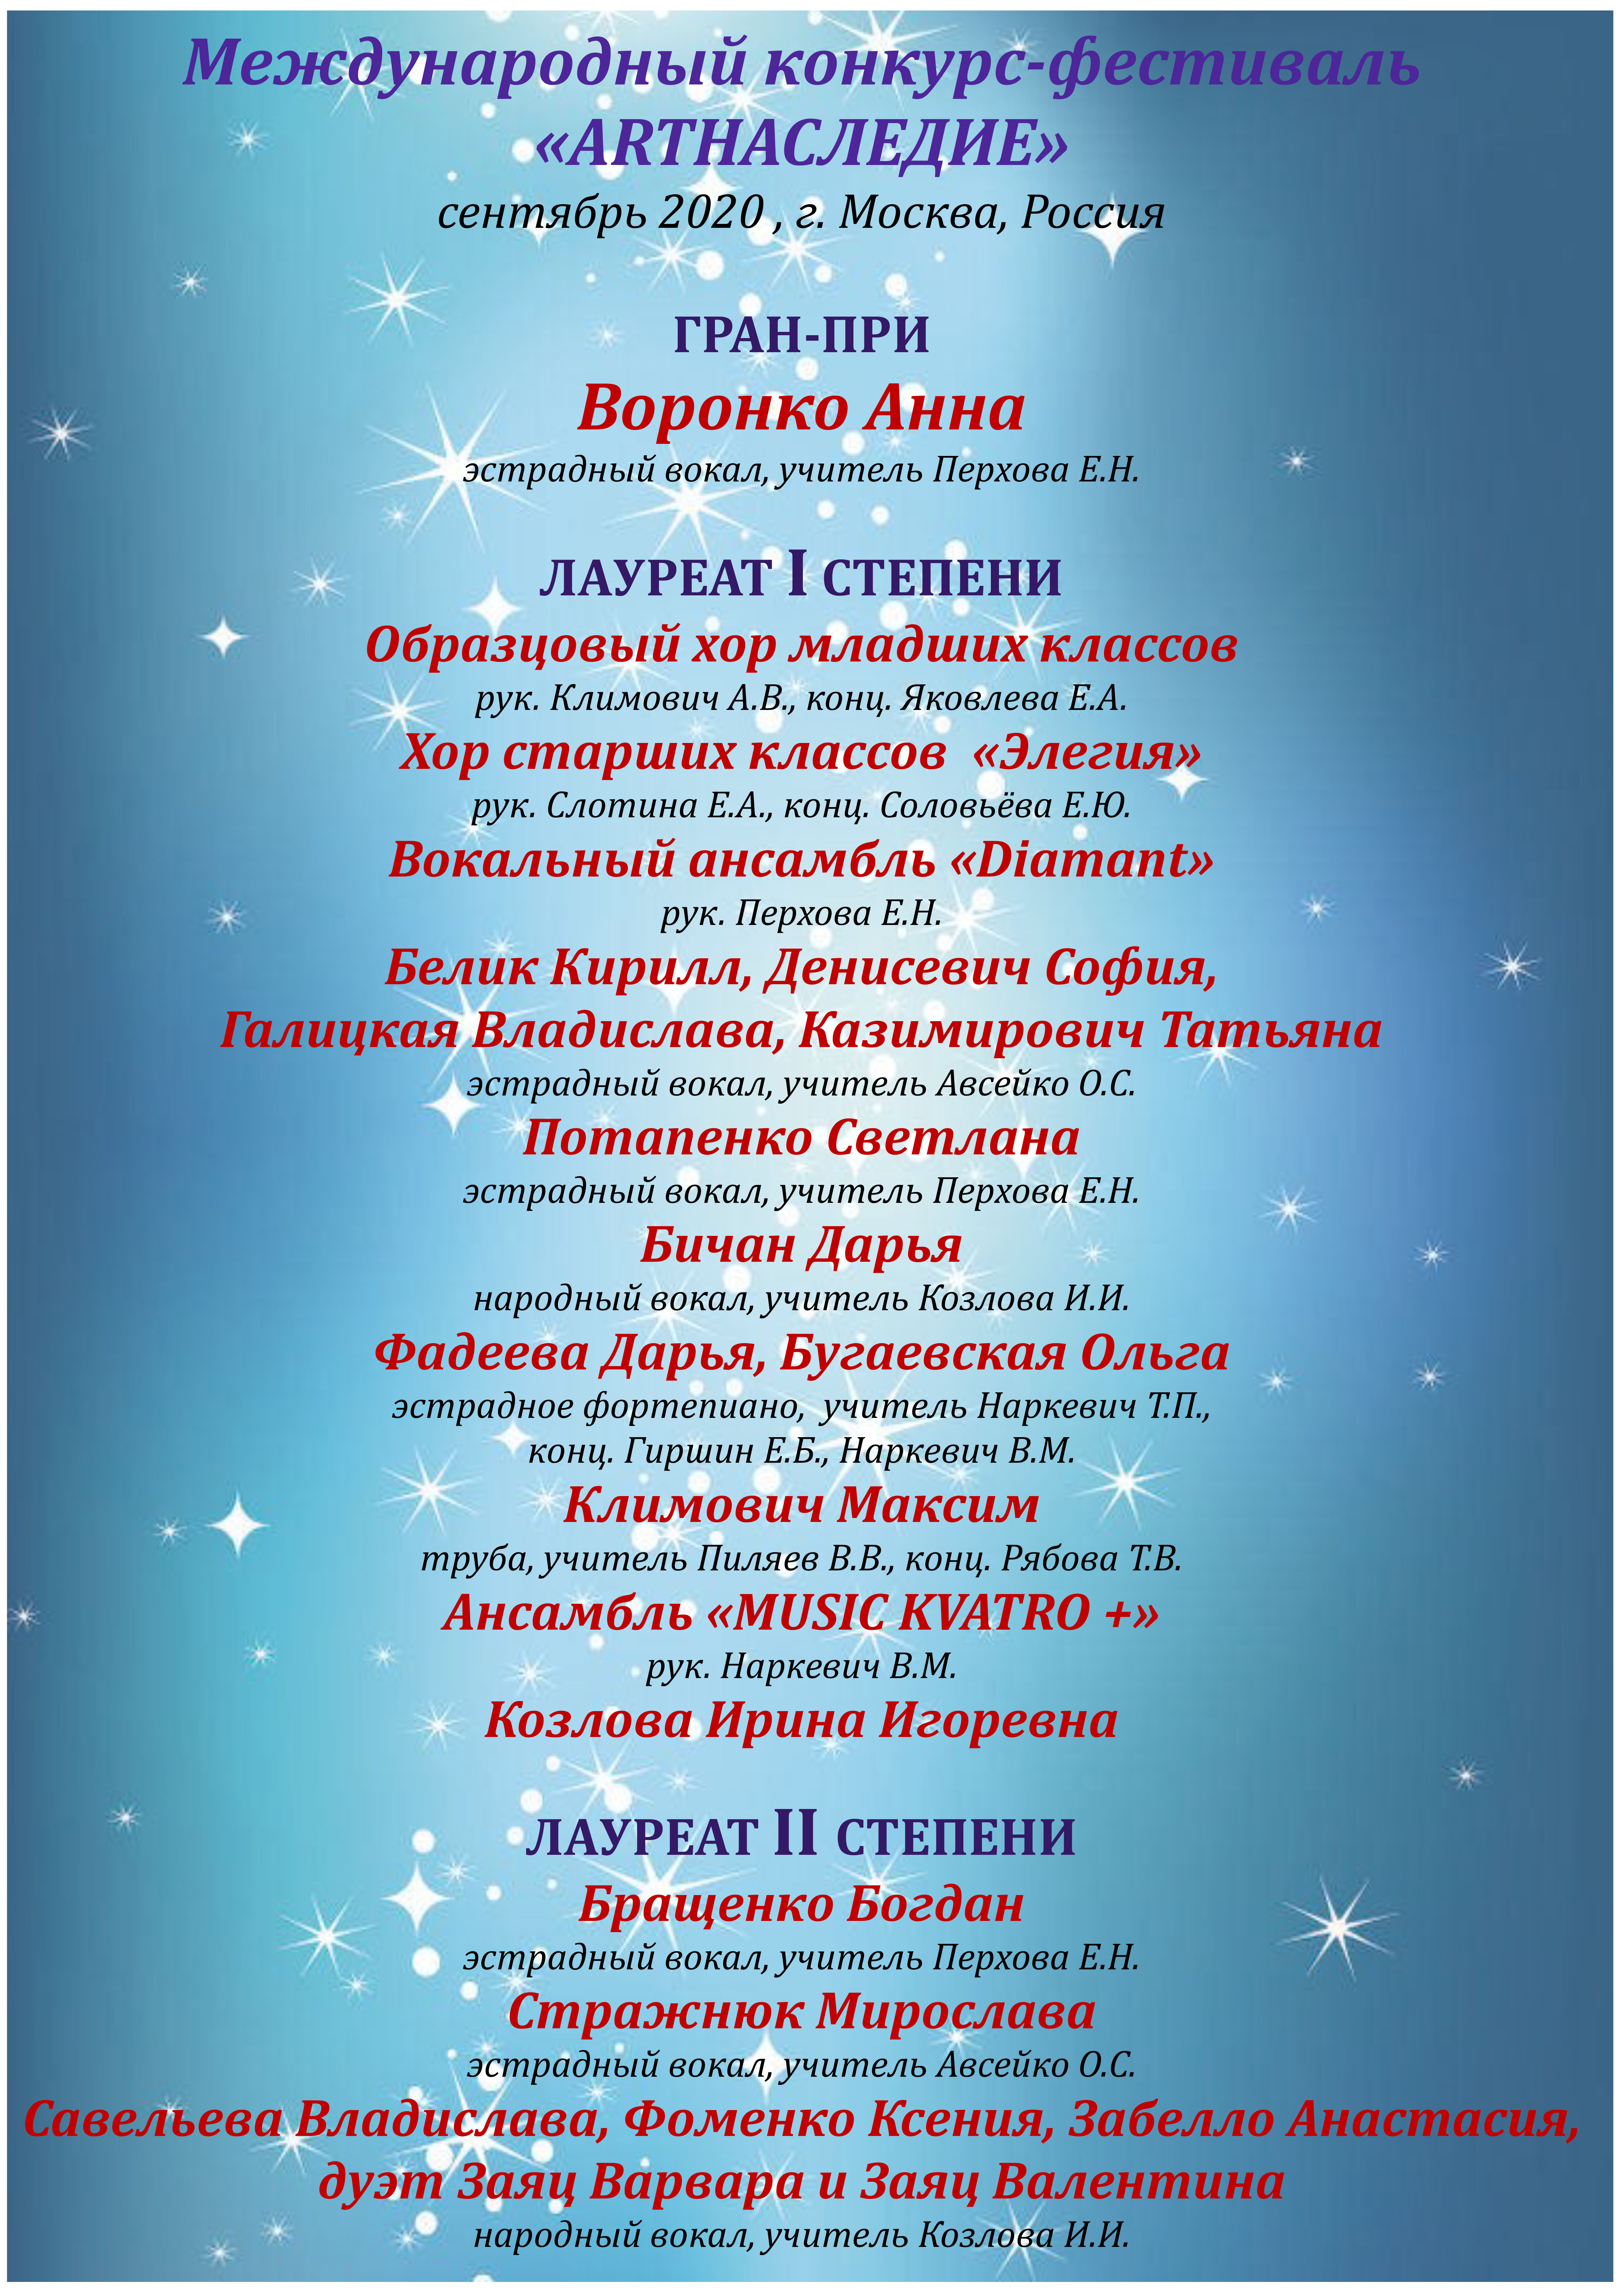 Международный конкурс-фестиваль
«ARTНАСЛЕДИЕ»
сентябрь 2020 , г. Москва, Россия
ГРАН-ПРИ
Воронко Анна
эстрадный вокал, учитель Перхова Е.Н.
ЛАУРЕАТ I СТЕПЕНИ
Образцовый хор младших классов
рук. Климович А.В., конц. Яковлева Е.А.
Хор старших классов «Элегия»
рук. Слотина Е.А., конц. Соловьёва Е.Ю.
Вокальный ансамбль «Diamant»
рук. Перхова Е.Н.
Белик Кирилл, Денисевич София,
Галицкая Владислава, Казимирович Татьяна
эстрадный вокал, учитель Авсейко О.С.
Потапенко Светлана
эстрадный вокал, учитель Перхова Е.Н.
Бичан Дарья
народный вокал, учитель Козлова И.И.
Фадеева Дарья, Бугаевская Ольга
эстрадное фортепиано, учитель Наркевич Т.П.,
конц. Гиршин Е.Б., Наркевич В.М.
Климович Максим
труба, учитель Пиляев В.В., конц. Рябова Т.В.
Ансамбль «MUSIC KVATRO +»
рук. Наркевич В.М.
Козлова Ирина Игоревна
ЛАУРЕАТ II СТЕПЕНИ
Бращенко Богдан
эстрадный вокал, учитель Перхова Е.Н.
Стражнюк Мирослава
эстрадный вокал, учитель Авсейко О.С.
Савельева Владислава, Фоменко Ксения, Забелло Анастасия,
дуэт Заяц Варвара и Заяц Валентина
народный вокал, учитель Козлова И.И.